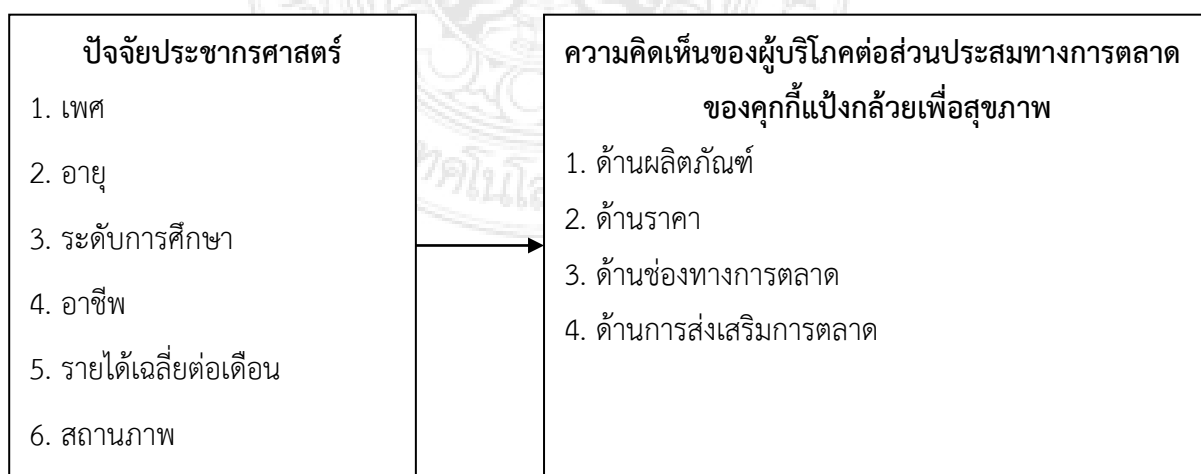 ปัจจัยประชากรศาสตร์
1. เพศ
2. อายุ
3. ระดับการศึกษา
4. อาชีพ
5. รายได้เฉลี่ยต่อเดือน
6. สถานภาพ
ความคิดเห็นของผู้บริโภคต่อส่วนประสมทางการตลาด
ของคุกกี้แป้งกล้วยเพื่อสุขภาพ
1. ด้านผลิตภัณฑ์
2. ด้านราคา
3. ด้านช่องทางการตลาด
4. ด้านการส่งเสริมการตลาด